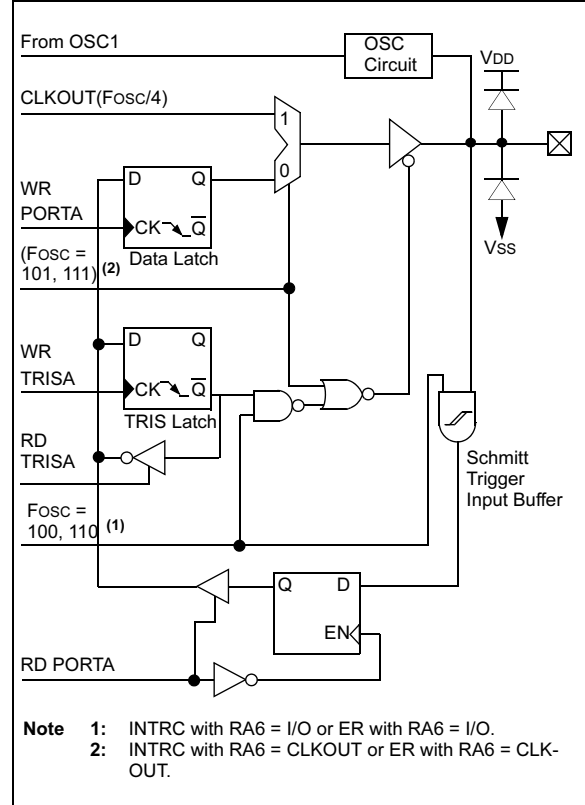 From OSC1
OSC
Circuit
VDD
CLKOUT(FOSC/4)
1
0
WR
PORTA
D Q
CK Q
Data Latch
VSS
(FOSC =
101, 111) (2)
WR
TRISA
D Q
CK Q
TRIS Latch
RD
TRISA
Schmitt
Trigger
Input Buffer
FOSC =
100, 110 (1)
Q D
EN
RD PORTA
Note 1: INTRC with RA6 = I/O or ER with RA6 = I/O.
2: INTRC with RA6 = CLKOUT or ER with RA6 = CLK-
OUT.